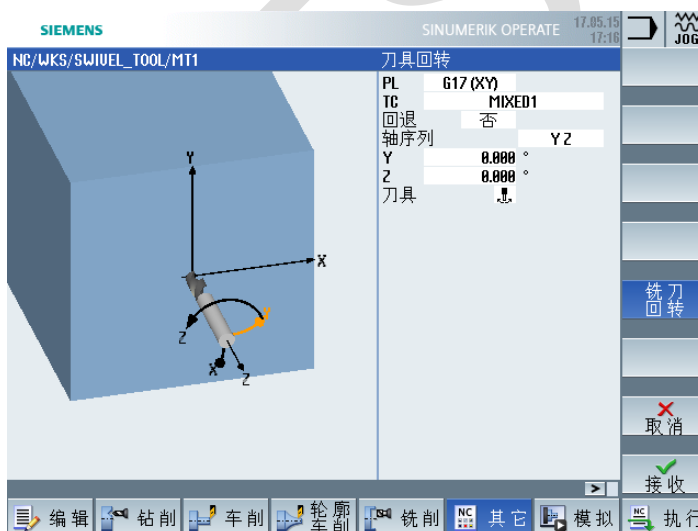 SIEMENS
SINUMERIK OPERATE
17.05.15
17:16
JOG
NC/WKS/SWIVEL_TOOL/MT1
刀具回转
PL G17 (XY)
TC MIXED1
回退 否
轴序列 Y Z
Y 0.000 °
Z 0.000 °
刀具
Y
X
Z
Y
X
Z
铣刀
回转
取消
接收
编辑
钻削
车削
轮廓
车削
铣削
NC
其它
模拟
NC